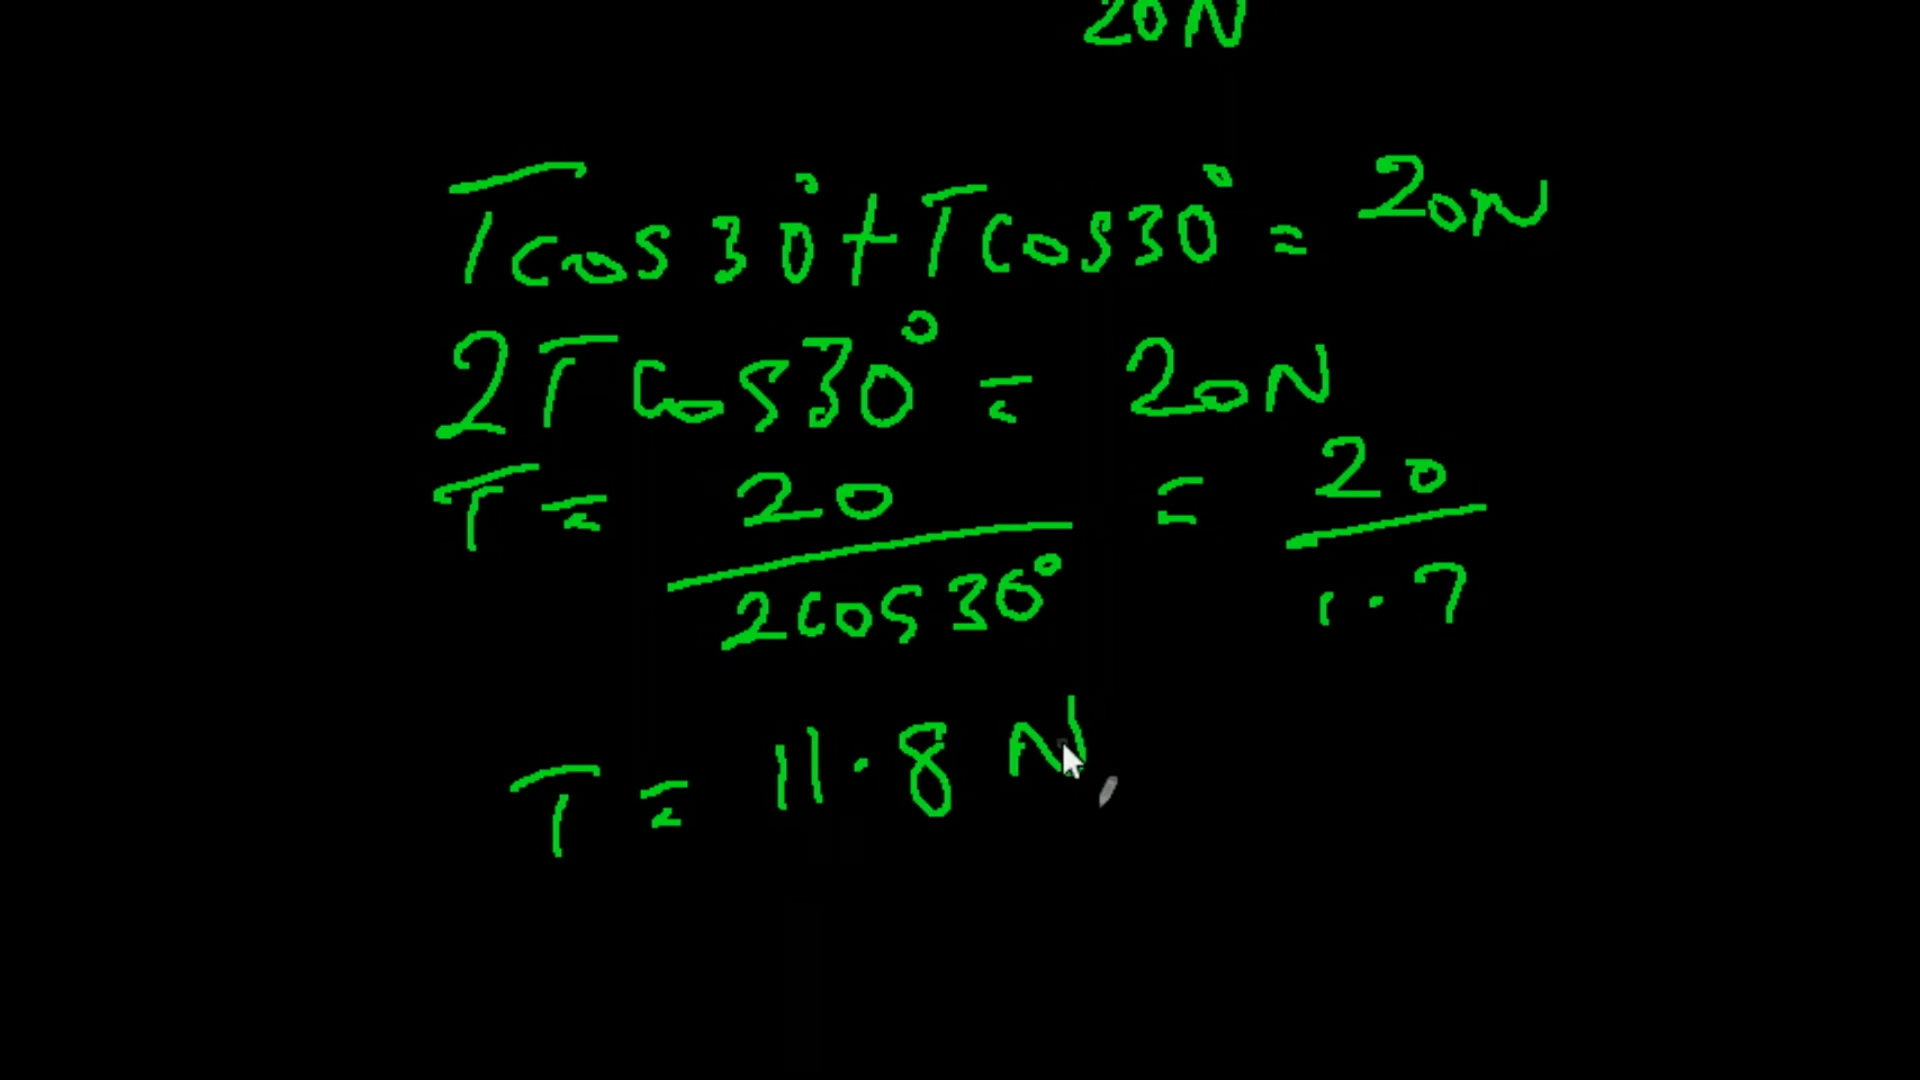 20N
Tcos30°+Tcos30° = 20N
2Tcos30° = 20N
T = 20/2cos30° = 20/1.7
T = 11.8 N